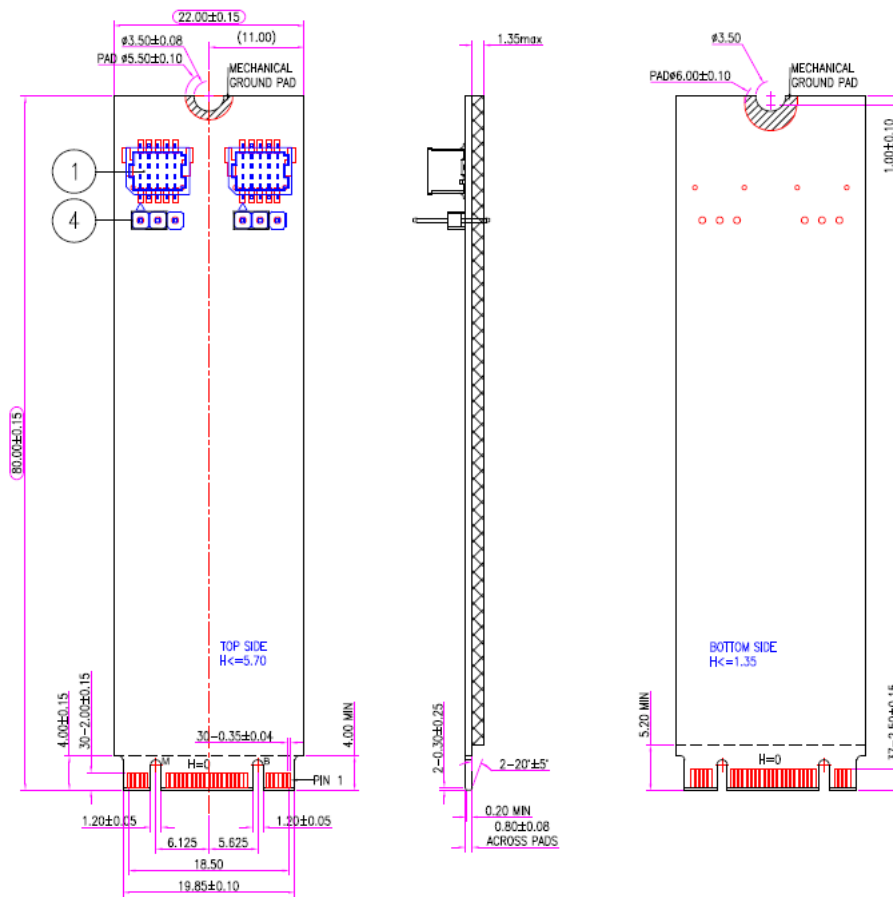 22.00±0.15
ø3.50±0.08
(11.00)
PAD ø5.50±0.10
MECHANICAL
GROUND PAD
1
4
80.00±0.15
TOP SIDE
H<=5.70
4.00±0.15
30-2.00±0.15
30-0.35±0.04
4.00 MIN
M
H=0
B
PIN 1
1.20±0.05
1.20±0.05
6.125
5.625
18.50
19.85±0.10
1.35max
2-0.30±0.25
2-20°±5°
0.20 MIN
0.80±0.08
ACROSS PADS
ø3.50
PADø6.00±0.10
MECHANICAL
GROUND PAD
1.00±0.10
BOTTOM SIDE
H<=1.35
5.20 MIN
H=0